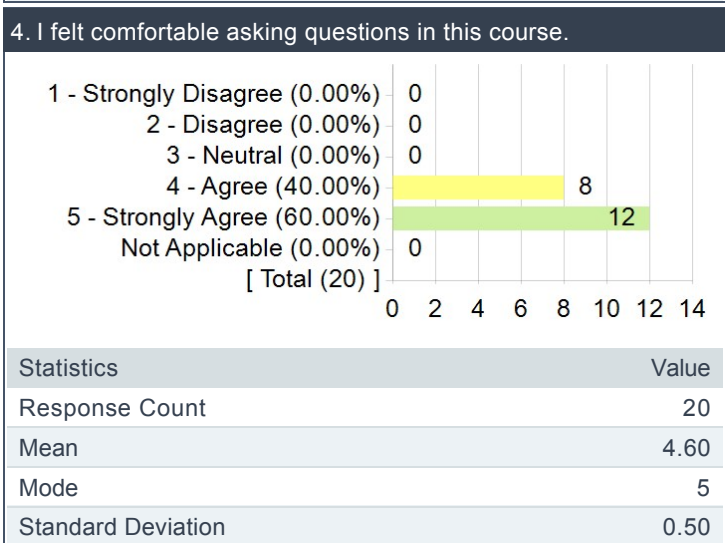 4. I felt comfortable asking questions in this course.
1 - Strongly Disagree (0.00%) 0
2 - Disagree (0.00%) 0
3 - Neutral (0.00%) 0
4 - Agree (40.00%) 8
5 - Strongly Agree (60.00%) 12
Not Applicable (0.00%) 0
[ Total (20) ]
0 2 4 6 8 10 12 14
Statistics Value
Response Count 20
Mean 4.60
Mode 5
Standard Deviation 0.50